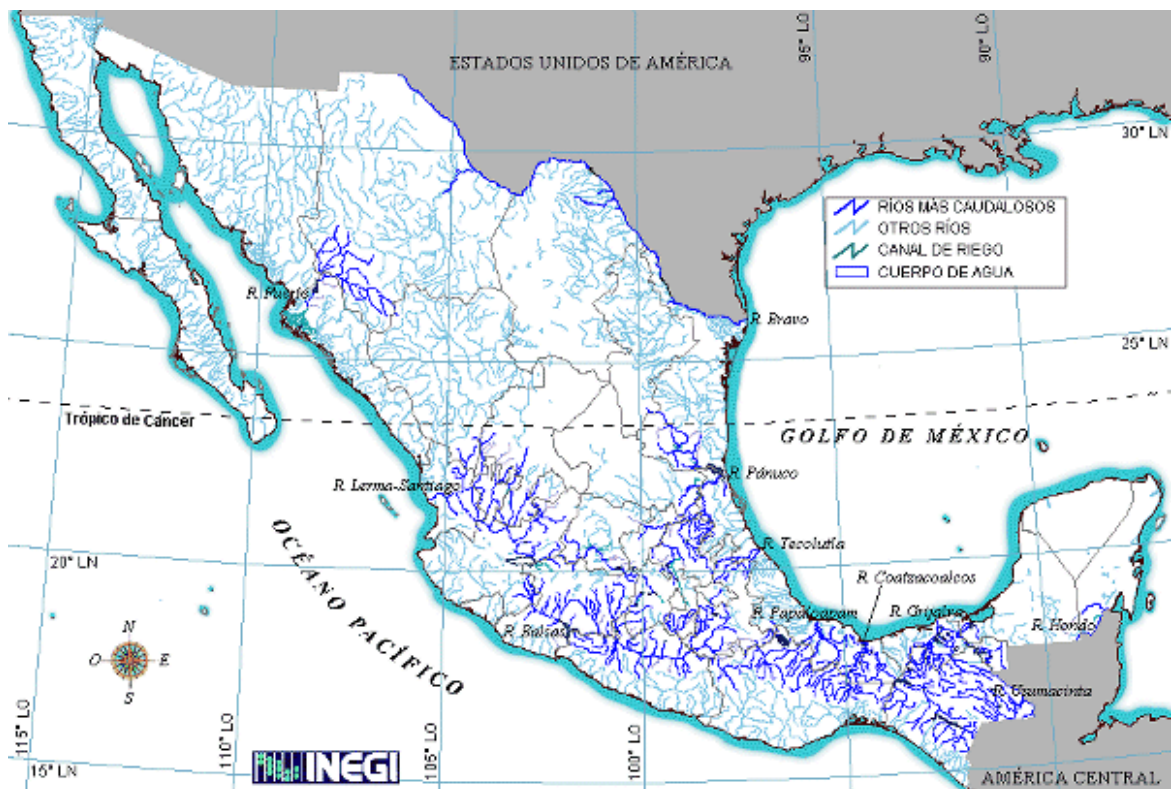 95° LO
90° LO
ESTADOS UNIDOS DE AMÉRICA
30° LN
RÍOS MÁS CAUDALOSOS
OTROS RÍOS
CANAL DE RIEGO
CUERPO DE AGUA
R. Fuerte
R. Bravo
25° LN
Trópico de Cáncer
GOLFO DE MÉXICO
R. Pánuco
R. Lerma-Santiago
OCÉANO PACÍFICO
R. Tecolutla
20° LN
R. Coatzacoalcos
R. Papaloapam
R. Grijalva
R. Hondo
R. Balsas
N
O
E
S
R. Usumacinta
115° LO
110° LO
105° LO
100° LO
15° LN
INEGI
AMÉRICA CENTRAL